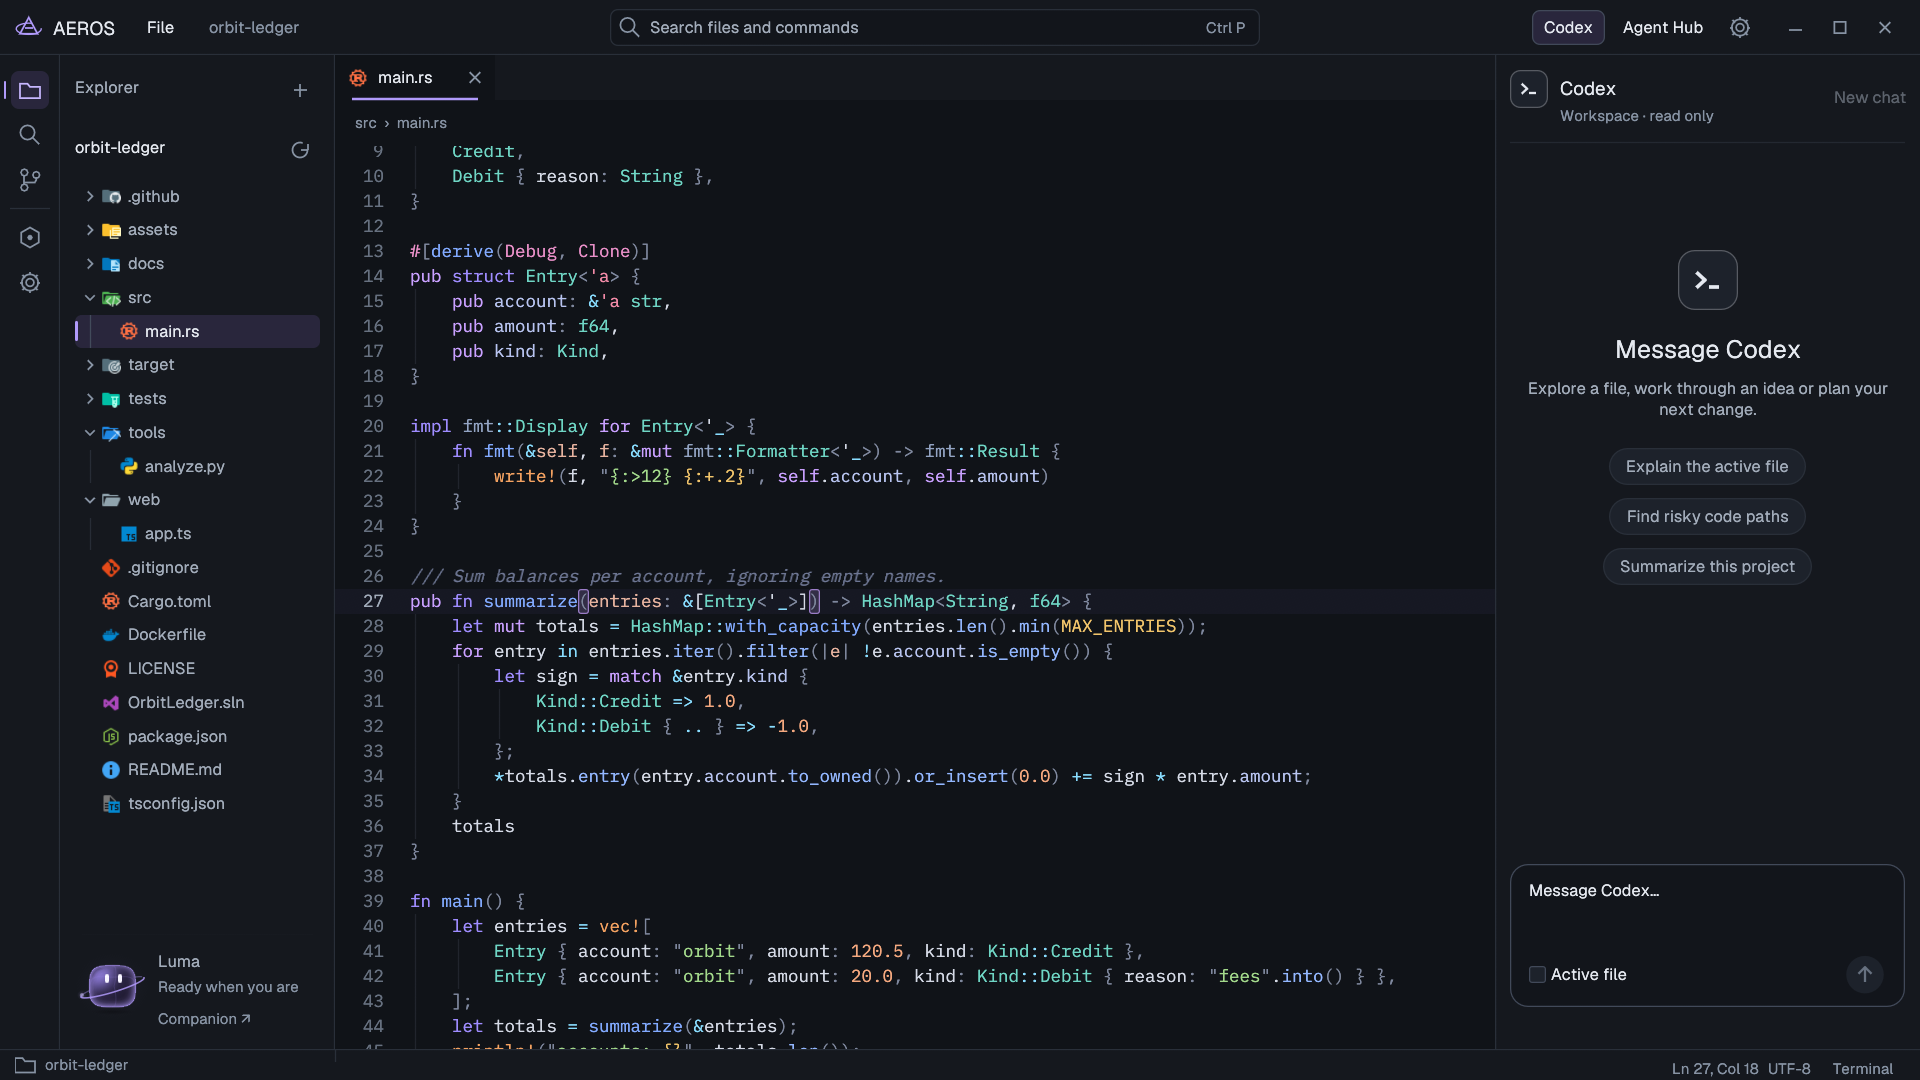 AEROS File orbit-ledger
Search files and commands Ctrl P
Codex Agent Hub
Explorer
orbit-ledger
.github
assets
docs
src
main.rs
target
tests
tools
analyze.py
web
app.ts
.gitignore
Cargo.toml
Dockerfile
LICENSE
OrbitLedger.sln
package.json
README.md
tsconfig.json
Luma
Ready when you are
Companion ↗
main.rs
src › main.rs
9 Credit,
10 Debit { reason: String },
11 }
12
13 #[derive(Debug, Clone)]
14 pub struct Entry<'a> {
15 pub account: &'a str,
16 pub amount: f64,
17 pub kind: Kind,
18 }
19
20 impl fmt::Display for Entry<'_> {
21 fn fmt(&self, f: &mut fmt::Formatter<'_>) -> fmt::Result {
22 write!(f, "{:>12} {:+.2}", self.account, self.amount)
23 }
24 }
25
26 /// Sum balances per account, ignoring empty names.
27 pub fn summarize(entries: &[Entry<'_>]) -> HashMap<String, f64> {
28 let mut totals = HashMap::with_capacity(entries.len().min(MAX_ENTRIES));
29 for entry in entries.iter().filter(|e| !e.account.is_empty()) {
30 let sign = match &entry.kind {
31 Kind::Credit => 1.0,
32 Kind::Debit { .. } => -1.0,
33 };
34 *totals.entry(entry.account.to_owned()).or_insert(0.0) += sign * entry.amount;
35 }
36 totals
37 }
38
39 fn main() {
40 let entries = vec![
41 Entry { account: "orbit", amount: 120.5, kind: Kind::Credit },
42 Entry { account: "orbit", amount: 20.0, kind: Kind::Debit { reason: "fees".into() } },
43 ];
44 let totals = summarize(&entries);
45 println!("accounts: {}", totals.len());
Codex
Workspace · read only
New chat
Message Codex
Explore a file, work through an idea or plan your
next change.
Explain the active file
Find risky code paths
Summarize this project
Message Codex…
Active file
orbit-ledger
Ln 27, Col 18 UTF-8 Terminal